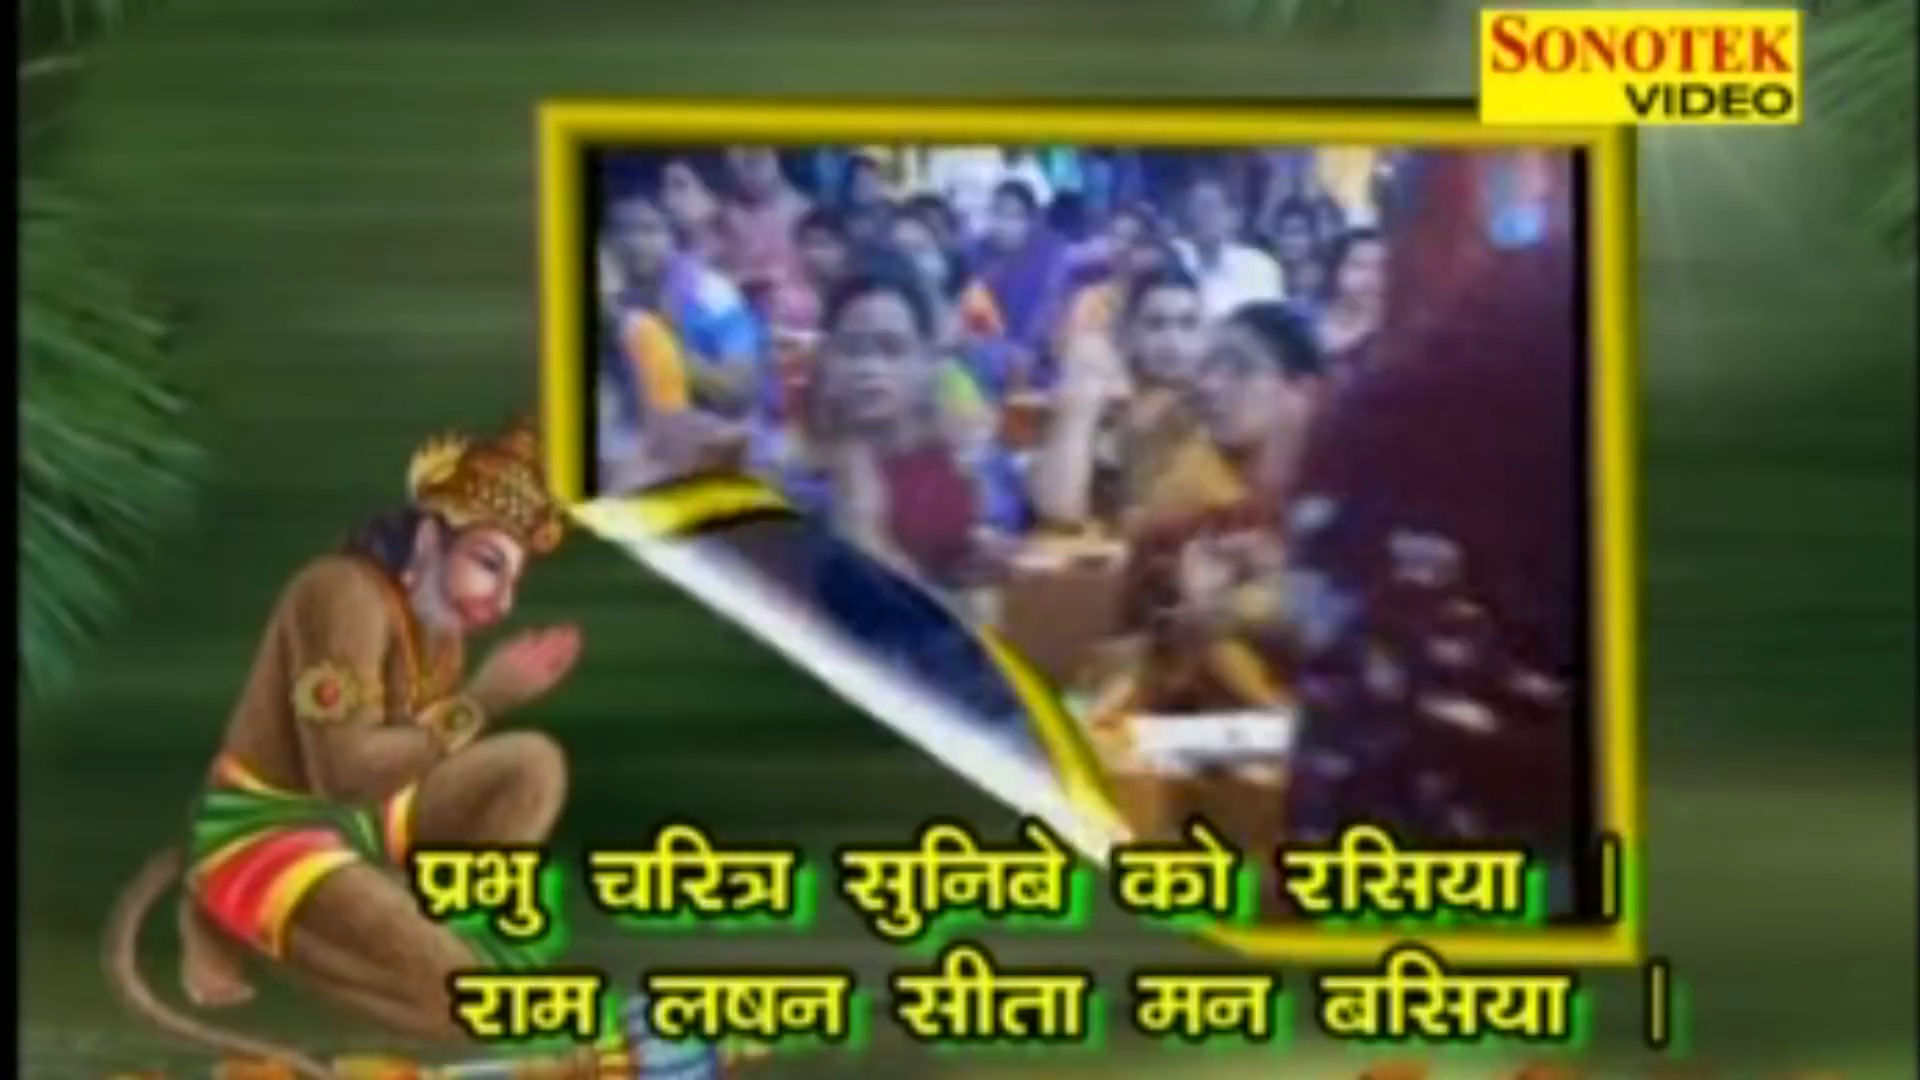 SONOTEK
VIDEO
प्रभु चरित्र सुनिबे को रसिया |
राम लषन सीता मन बसिया |